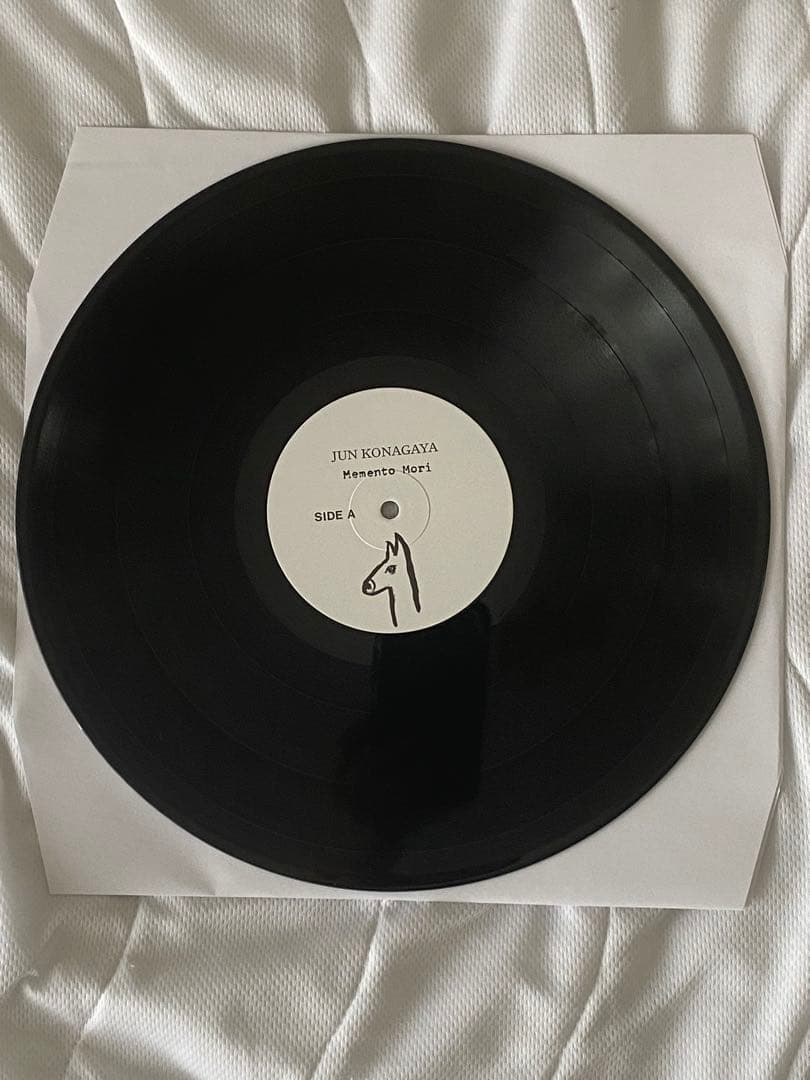 JUN KONAGAYA
Memento Mori
SIDE A